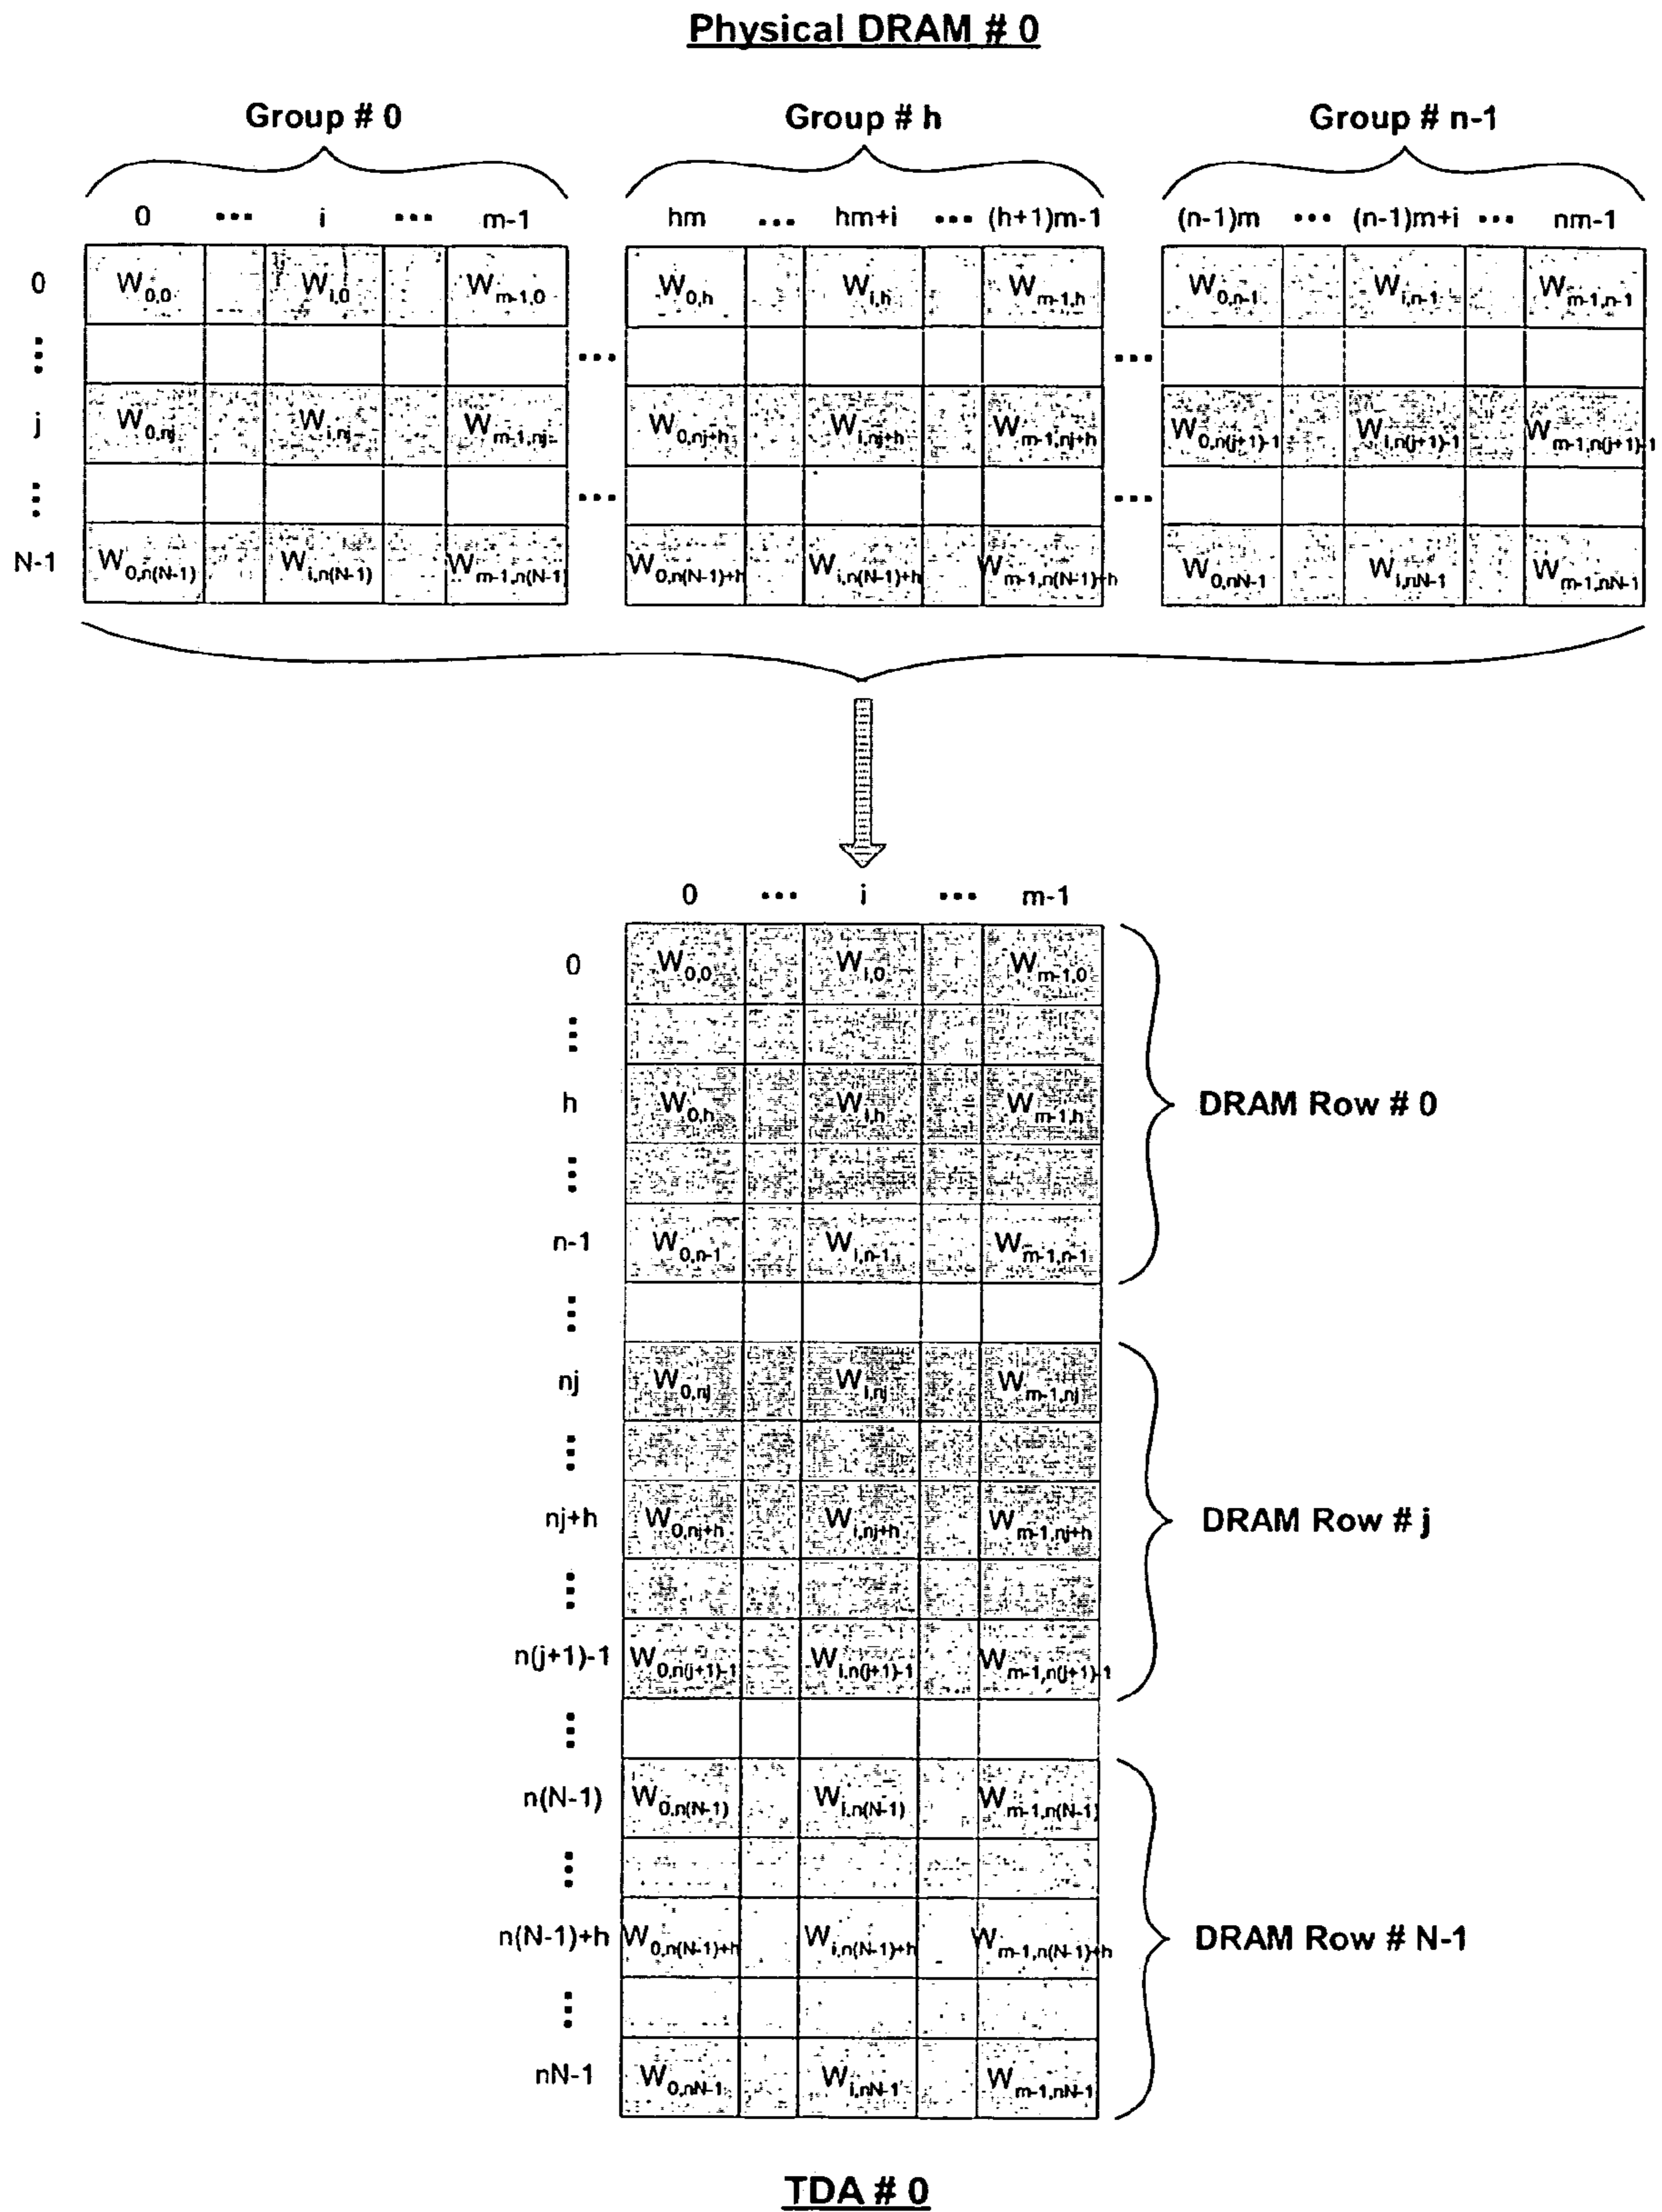 Physical DRAM # 0
Group # 0 Group # h Group # n-1
0 ... i ... m-1 hm ... hm+i ... (h+1)m-1 (n-1)m ... (n-1)m+i ... nm-1
0 W0,0 Wi,0 Wm-1,0 W0,h Wi,h Wm-1,h W0,n-1 Wi,n-1 Wm-1,n-1
... ... ...
j W0,nj Wi,nj Wm-1,nj W0,nj+h Wi,nj+h Wm-1,nj+h W0,n(j+1)-1 Wi,n(j+1)-1 Wm-1,n(j+1)-1
... ... ...
N-1 W0,n(N-1) Wi,n(N-1) Wm-1,n(N-1) W0,n(N-1)+h Wi,n(N-1)+h Wm-1,n(N-1)+h W0,nN-1 Wi,nN-1 Wm-1,nN-1
0 ... i ... m-1
0 W0,0 Wi,0 Wm-1,0
...
h W0,h Wi,h Wm-1,h DRAM Row # 0
...
n-1 W0,n-1 Wi,n-1 Wm-1,n-1
...
nj W0,nj Wi,nj Wm-1,nj
...
nj+h W0,nj+h Wi,nj+h Wm-1,nj+h DRAM Row # j
...
n(j+1)-1 W0,n(j+1)-1 Wi,n(j+1)-1 Wm-1,n(j+1)-1
...
n(N-1) W0,n(N-1) Wi,n(N-1) Wm-1,n(N-1)
...
n(N-1)+h W0,n(N-1)+h Wi,n(N-1)+h Wm-1,n(N-1)+h DRAM Row # N-1
...
nN-1 W0,nN-1 Wi,nN-1 Wm-1,nN-1
TDA # 0